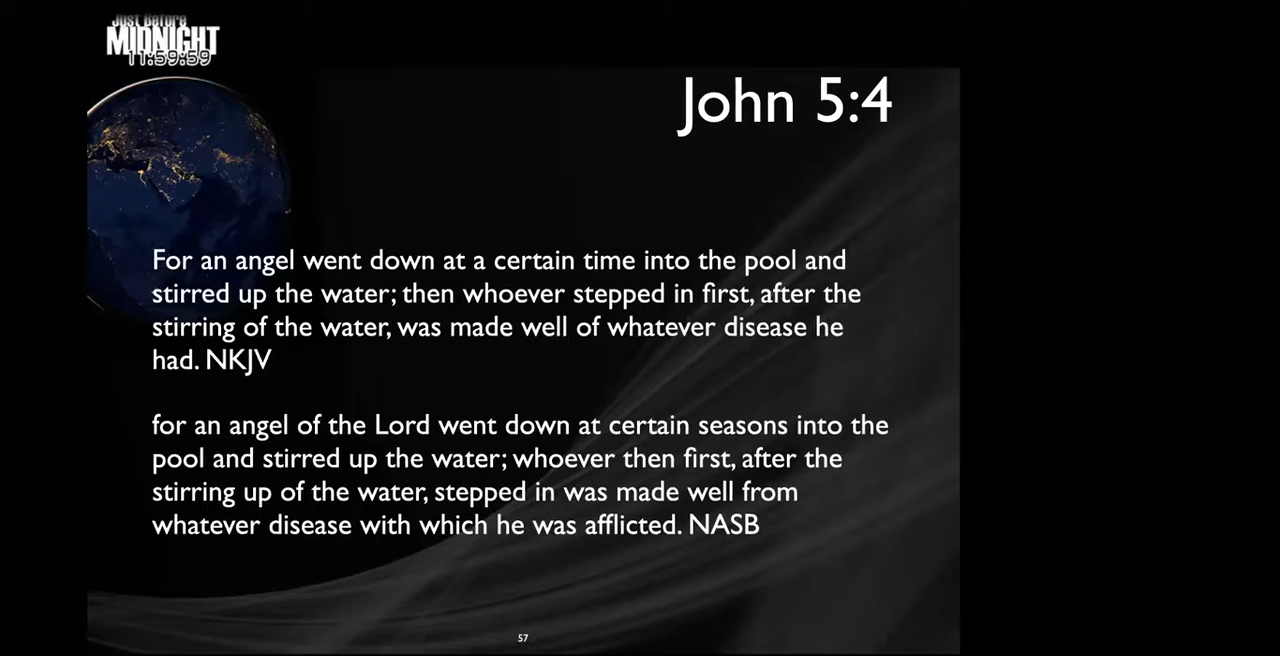 Just Before
MIDNIGHT
11:59:59
John 5:4
For an angel went down at a certain time into the pool and
stirred up the water; then whoever stepped in first, after the
stirring of the water, was made well of whatever disease he
had. NKJV
for an angel of the Lord went down at certain seasons into the
pool and stirred up the water; whoever then first, after the
stirring up of the water, stepped in was made well from
whatever disease with which he was afflicted. NASB
57